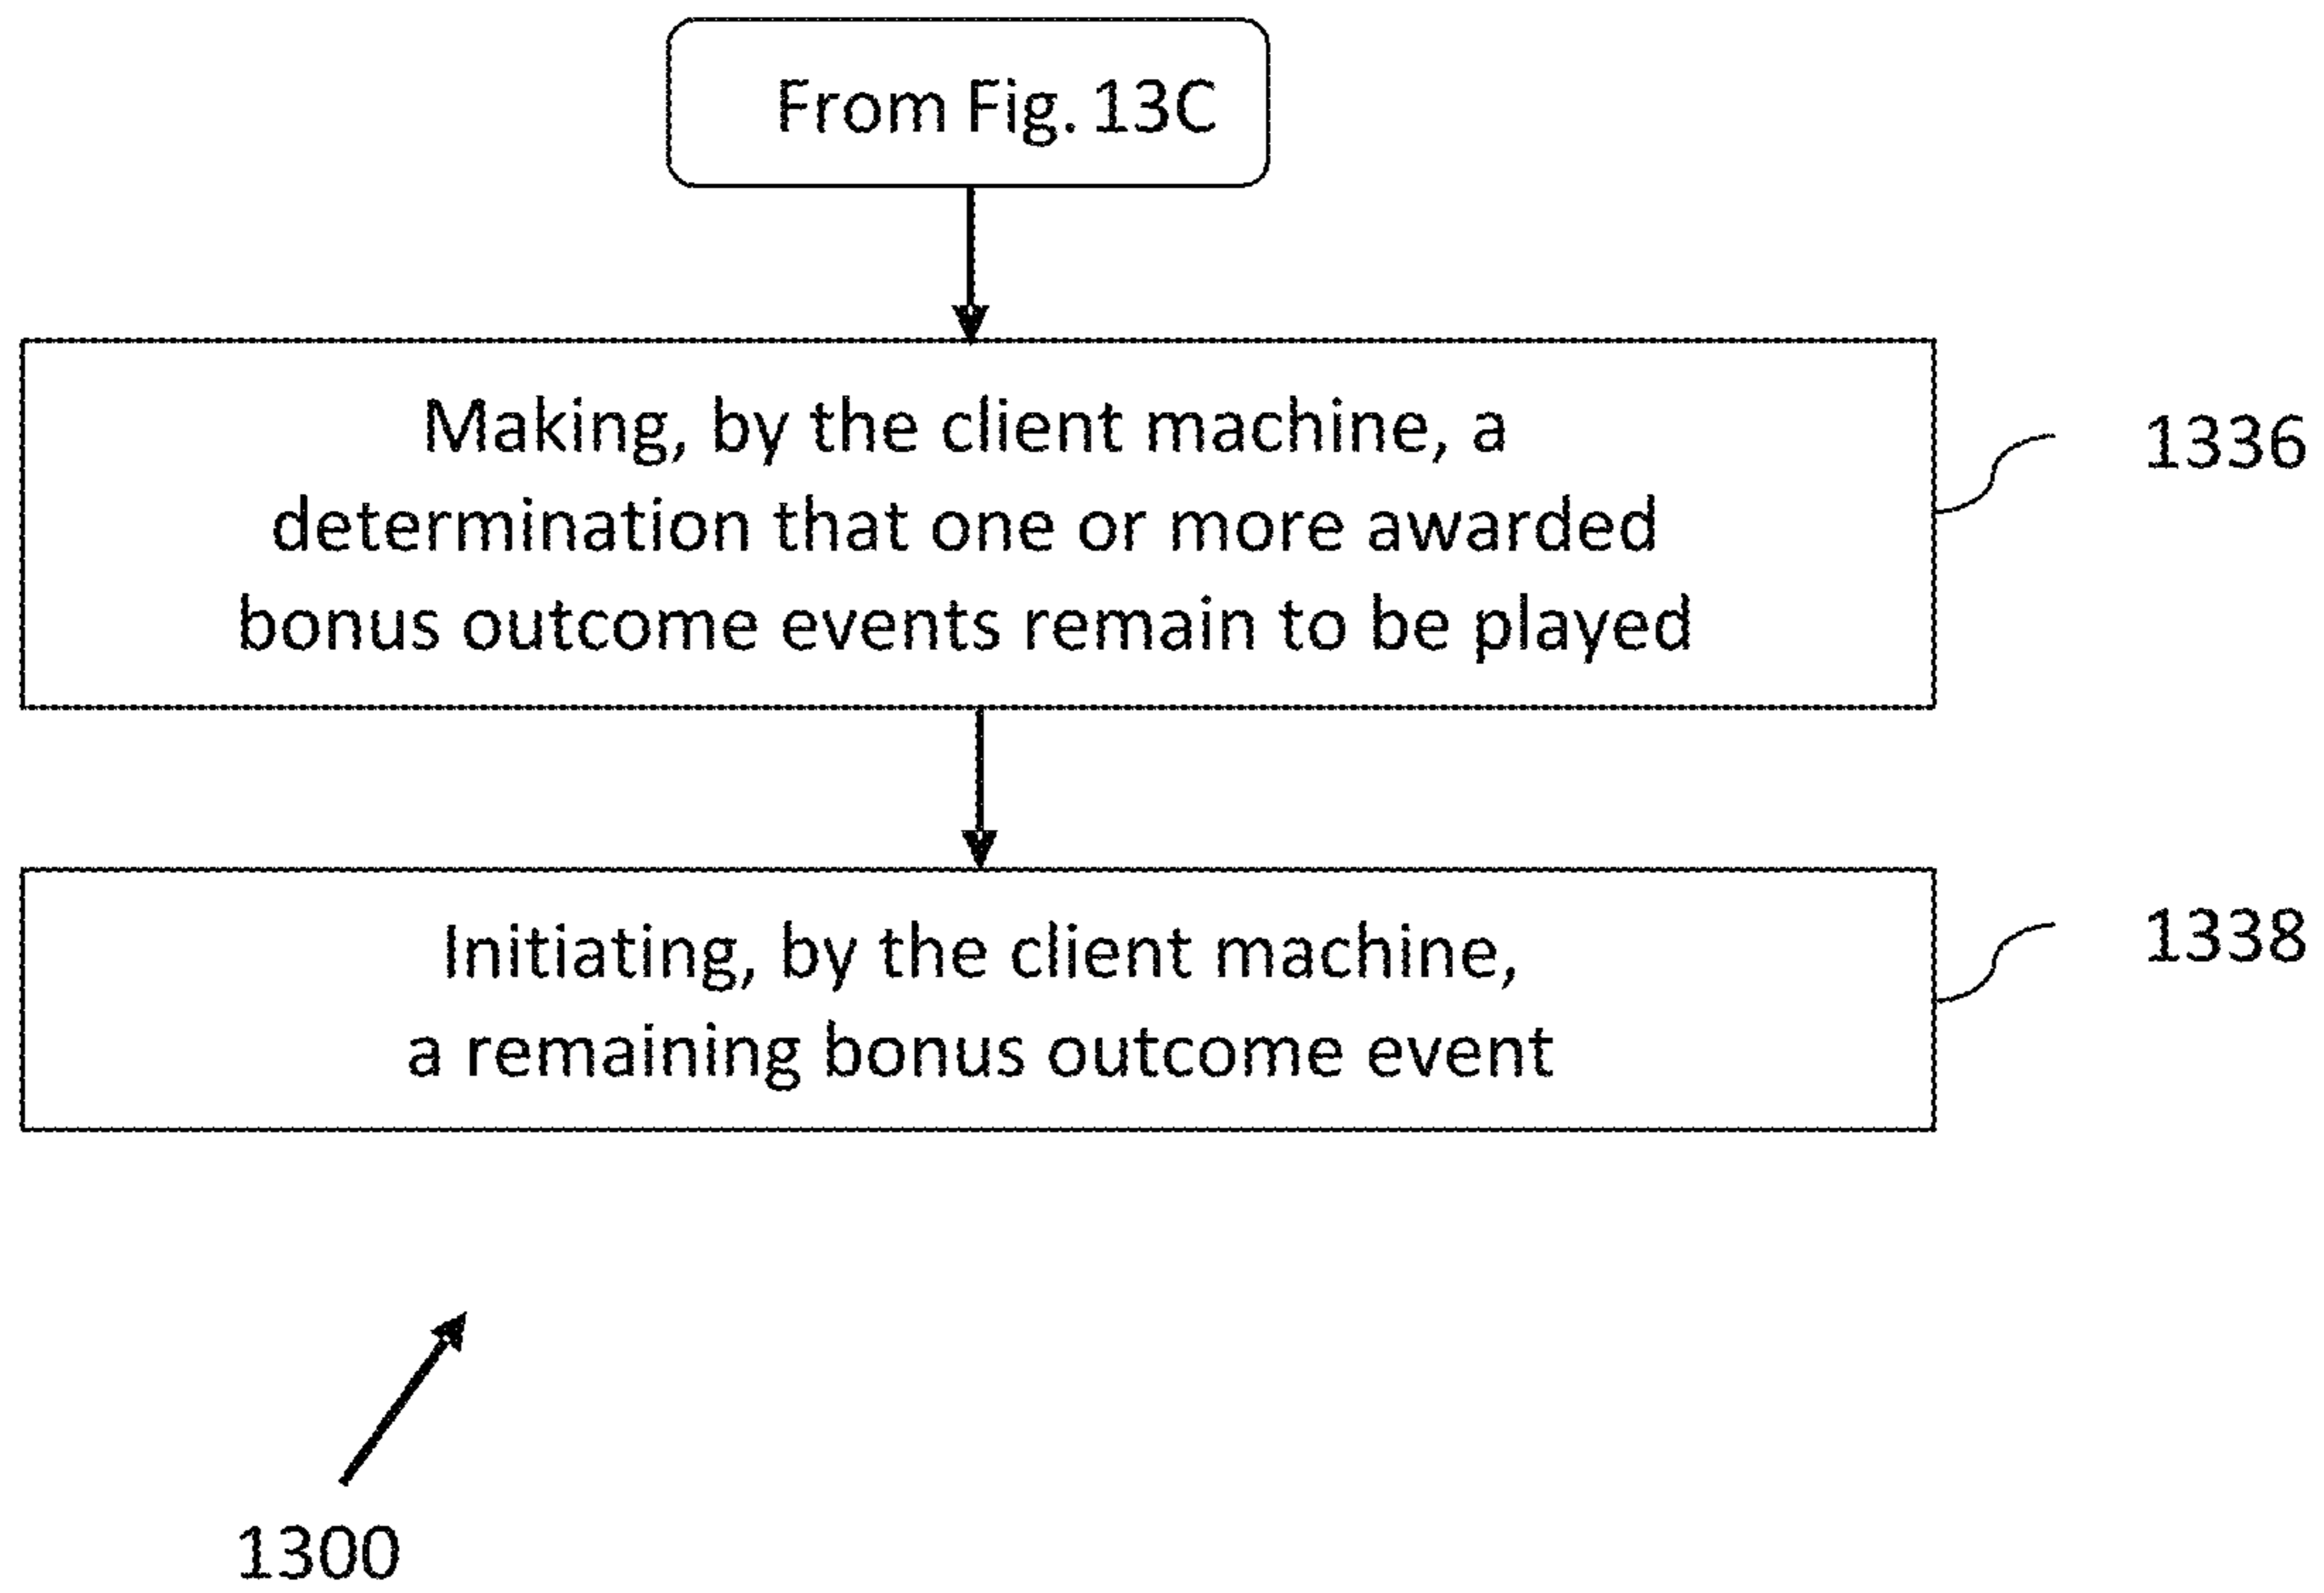 From Fig. 13C
Making, by the client machine, a
determination that one or more awarded
bonus outcome events remain to be played
1336
Initiating, by the client machine,
a remaining bonus outcome event
1338
1300